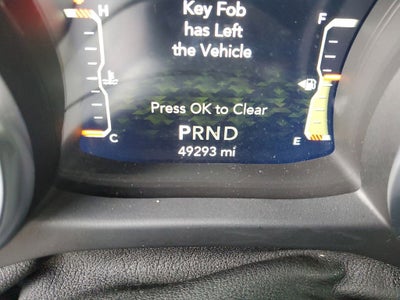 Key Fob
H
F
has Left
the Vehicle
Press OK to Clear
C
PRND
E
49293 mi